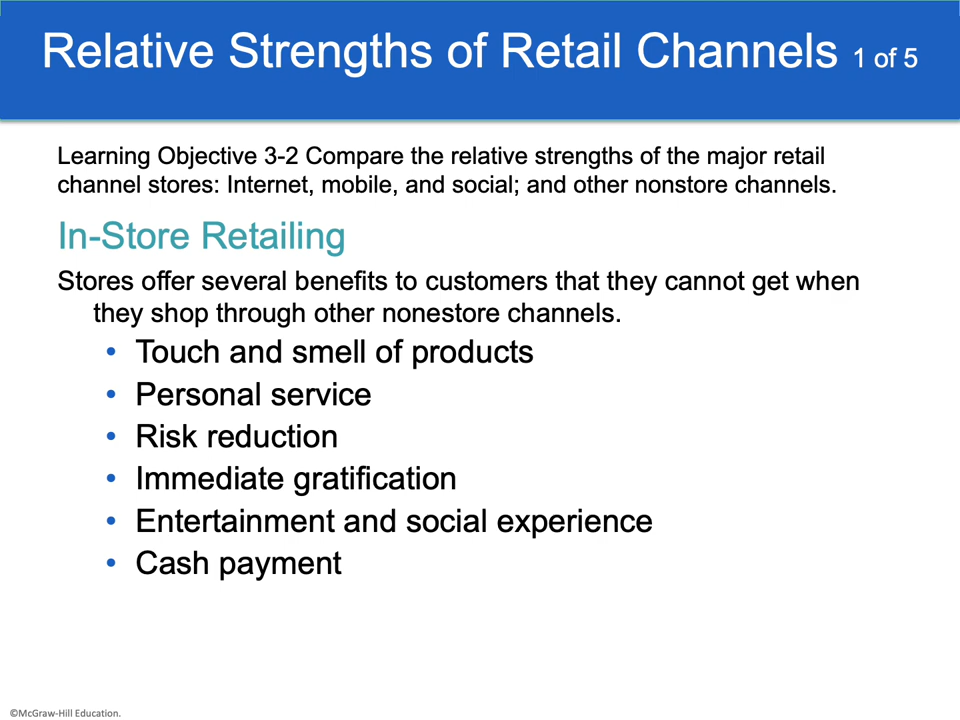 Relative Strengths of Retail Channels 1 of 5
Learning Objective 3-2 Compare the relative strengths of the major retail
channel stores: Internet, mobile, and social; and other nonstore channels.
In-Store Retailing
Stores offer several benefits to customers that they cannot get when
they shop through other nonestore channels.
• Touch and smell of products
• Personal service
• Risk reduction
• Immediate gratification
• Entertainment and social experience
• Cash payment
©McGraw-Hill Education.